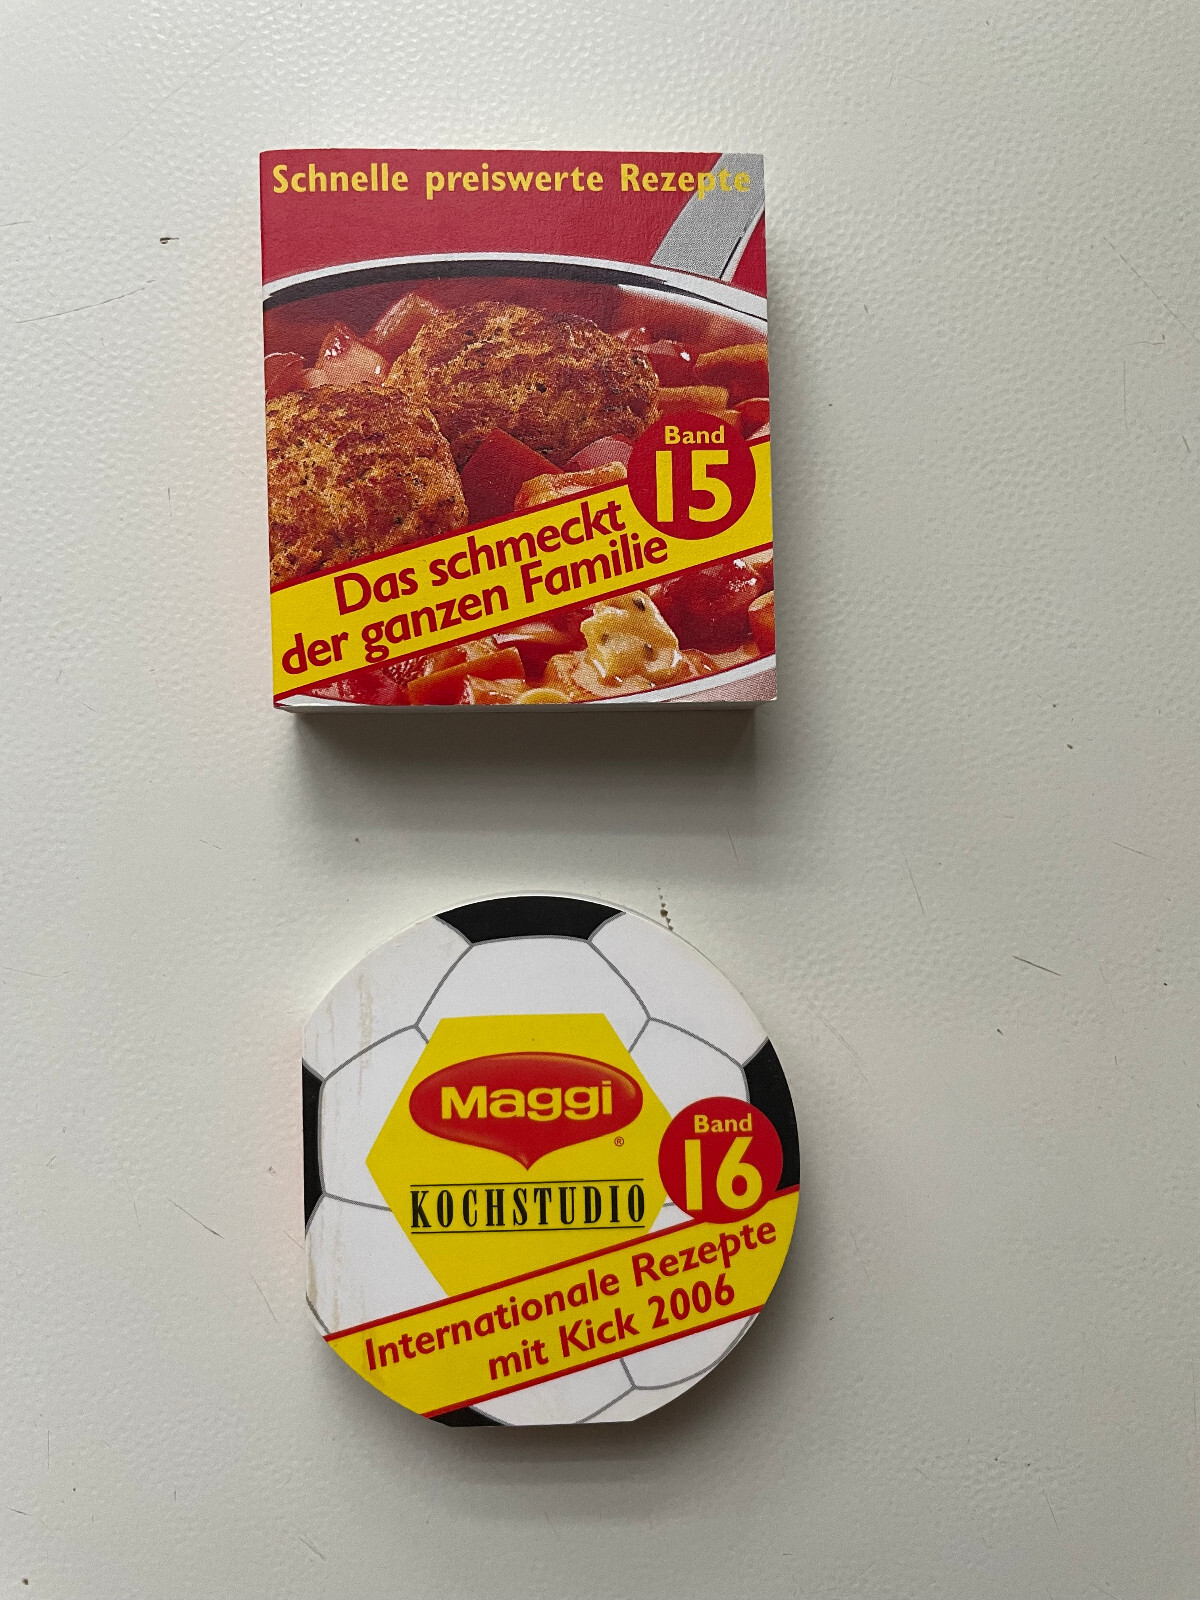 Schnelle preiswerte Rezepte
Band
15
Das schmeckt
der ganzen Familie
Maggi
®
KOCHSTUDIO
Band
16
Internationale Rezepte
mit Kick 2006